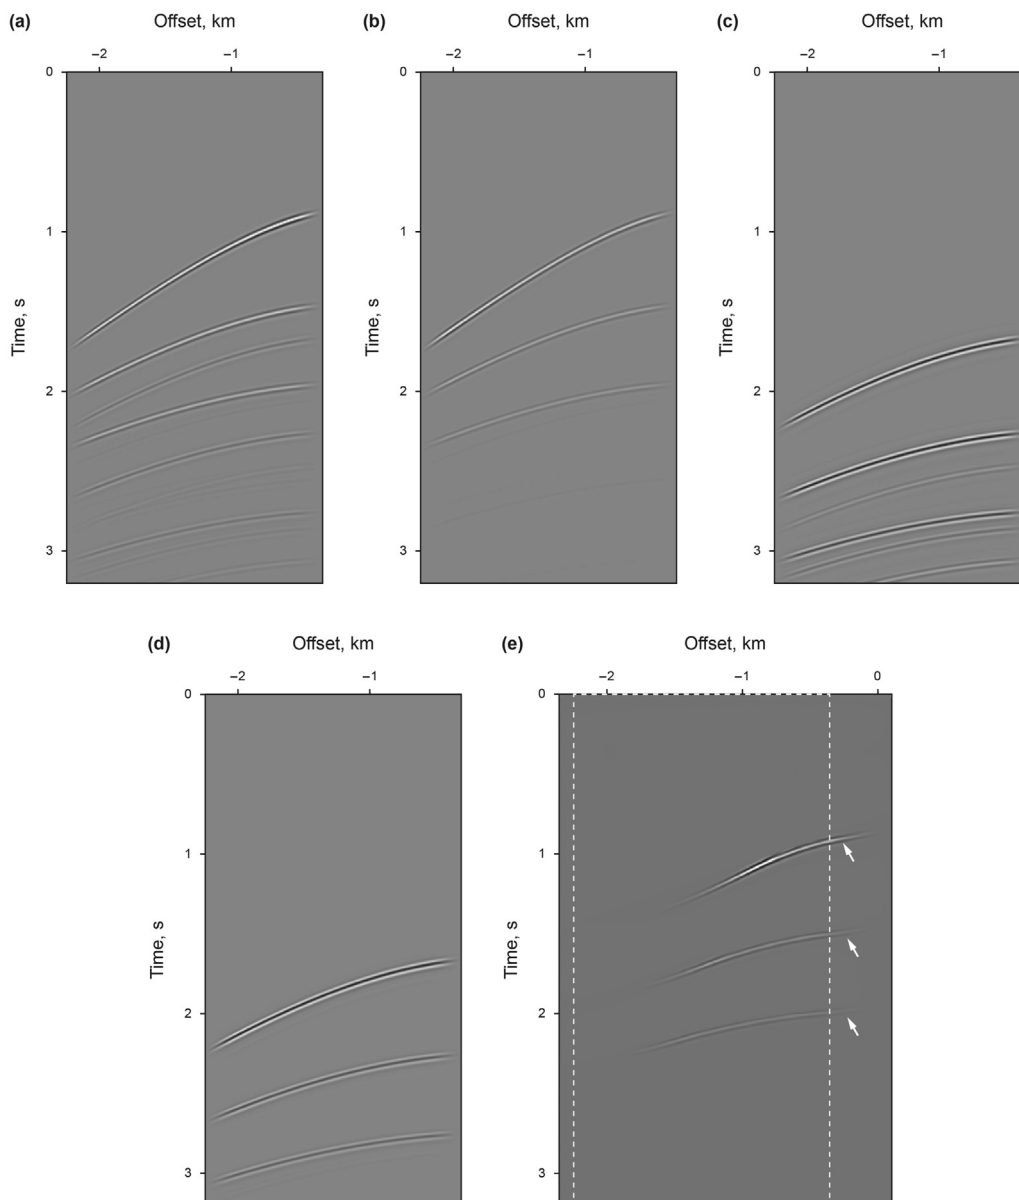 (a) Offset, km (b) Offset, km (c) Offset, km
–2 –1 –2 –1 –2 –1
0 0 0
1 1 1
Time, s Time, s Time, s
2 2 2
3 3 3
(d) Offset, km (e) Offset, km
–2 –1 –2 –1 0
0 0
1 1
Time, s Time, s
2 2
3 3